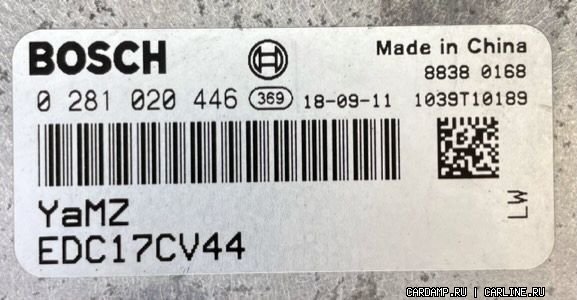 BOSCH
Made in China
8838 0168
0 281 020 446 369 18-09-11 1039T10189
YaMZ
EDC17CV44
LW
CARDAMP.RU | CARLINE.RU